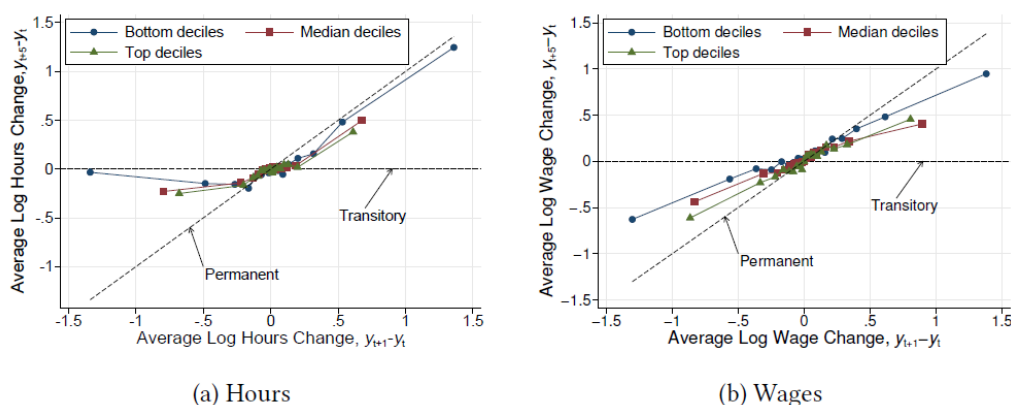 Average Log Hours Change,yt+5-yt
1.5
1
.5
0
-.5
-1
Bottom deciles
Median deciles
Top deciles
Transitory
Permanent
-1.5
-1
-.5
0
.5
1
1.5
Average Log Hours Change, yt+1-yt
(a) Hours
Average Log Wage Change, yt+5−yt
1.5
1
.5
0
−.5
−1
−1.5
Bottom deciles
Median deciles
Top deciles
Transitory
Permanent
−1.5
−1
−.5
0
.5
1
1.5
Average Log Wage Change, yt+1−yt
(b) Wages